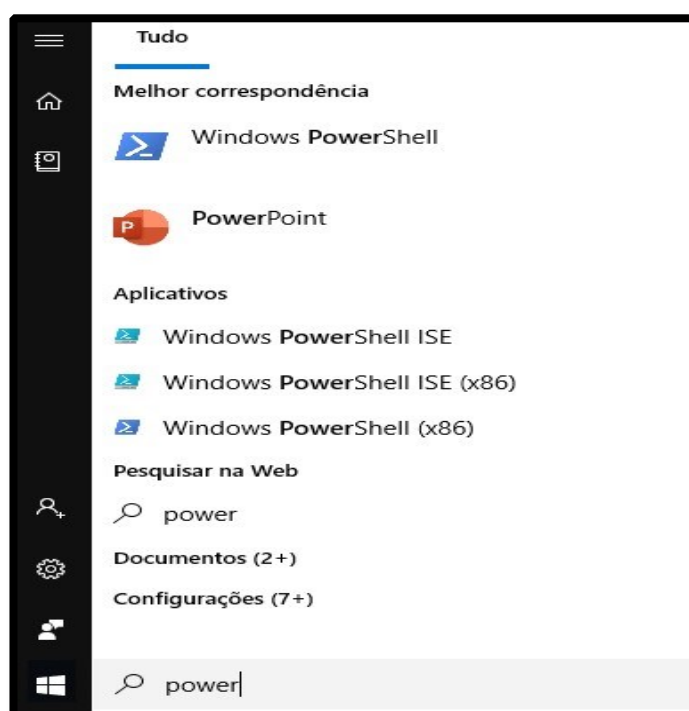 Tudo
Melhor correspondência
Windows PowerShell
PowerPoint
Aplicativos
Windows PowerShell ISE
Windows PowerShell ISE (x86)
Windows PowerShell (x86)
Pesquisar na Web
power
Documentos (2+)
Configurações (7+)
power